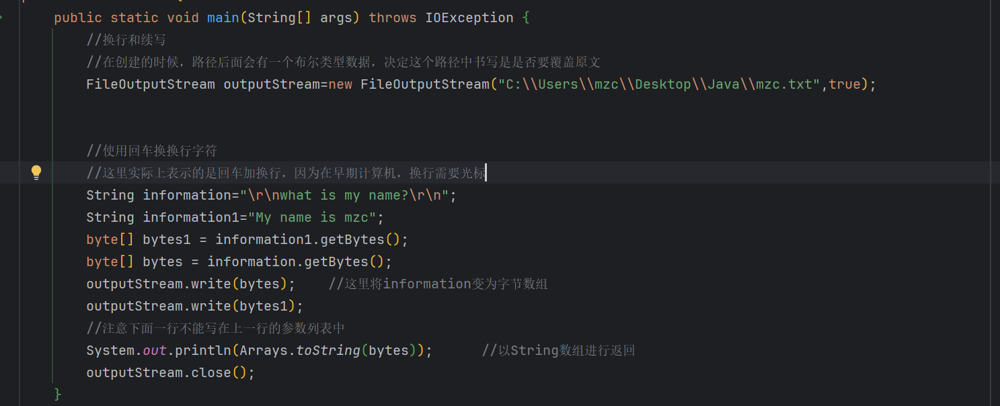 public static void main(String[] args) throws IOException {
//换行和续写
//在创建的时候，路径后面会有一个布尔类型数据，决定这个路径中书写是是否要覆盖原文
FileOutputStream outputStream=new FileOutputStream("C:\\Users\\mzc\\Desktop\\Java\\mzc.txt",true);
//使用回车换换行字符
//这里实际上表示的是回车加换行，因为在早期计算机，换行需要光标
String information="\r\nwhat is my name?\r\n";
String information1="My name is mzc";
byte[] bytes1 = information1.getBytes();
byte[] bytes = information.getBytes();
outputStream.write(bytes);    //这里将information变为字节数组
outputStream.write(bytes1);
//注意下面一行不能写在上一行的参数列表中
System.out.println(Arrays.toString(bytes));      //以String数组进行返回
outputStream.close();
}